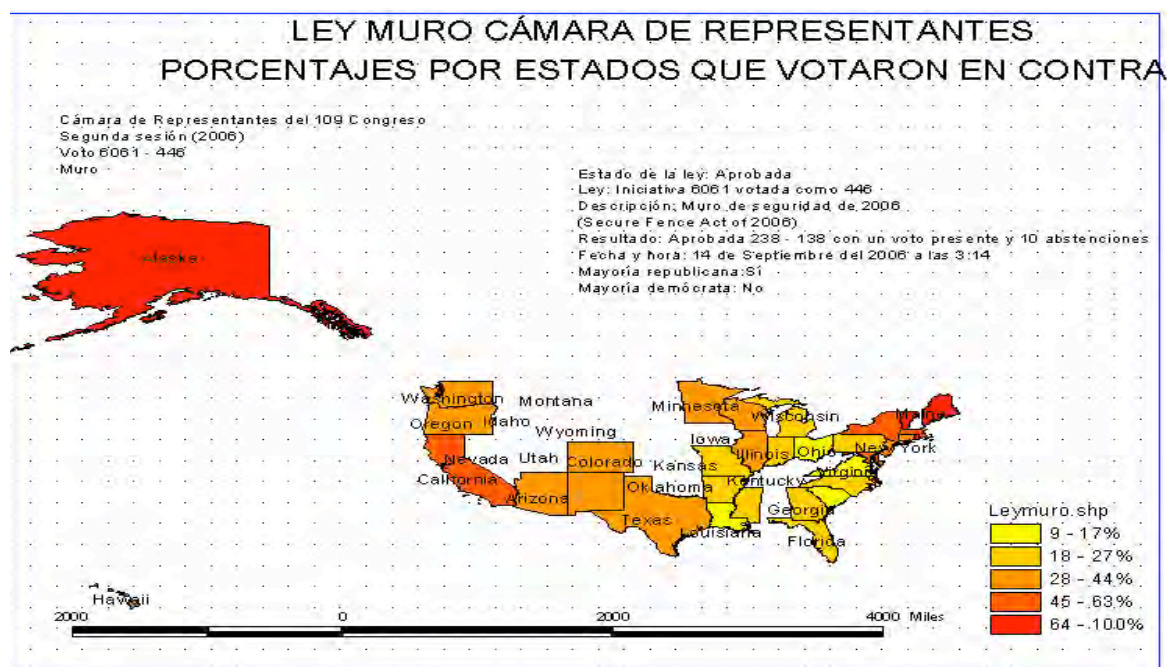 LEY MURO CÁMARA DE REPRESENTANTES
PORCENTAJES POR ESTADOS QUE VOTARON EN CONTRA
Cámara de Representantes del 109 Congreso
Segunda sesión (2006)
Voto 6061 - 446
Muro
Estado de la ley: Aprobada
Ley: Iniciativa 6061 votada como 446
Descripción: Muro de seguridad de 2006
(Secure Fence Act of 2006)
Resultado: Aprobada 238 - 138 con un voto presente y 10 abstenciones
Fecha y hora: 14 de Septiembre del 2006 a las 3:14
Mayoría republicana: Sí
Mayoría demócrata: No
Alaska
Washington
Montana
Minnesota
Maine
Oregon
Idaho
Wisconsin
Wyoming
Iowa
New York
Nevada
Utah
Colorado
Kansas
Illinois
Ohio
California
Kentucky
Virginia
Arizona
Oklahoma
Georgia
Texas
Louisiana
Florida
Hawaii
Leymuro.shp
9 - 17%
18 - 27%
28 - 44%
45 - 63%
64 - 100%
2000 0 2000 4000 Miles